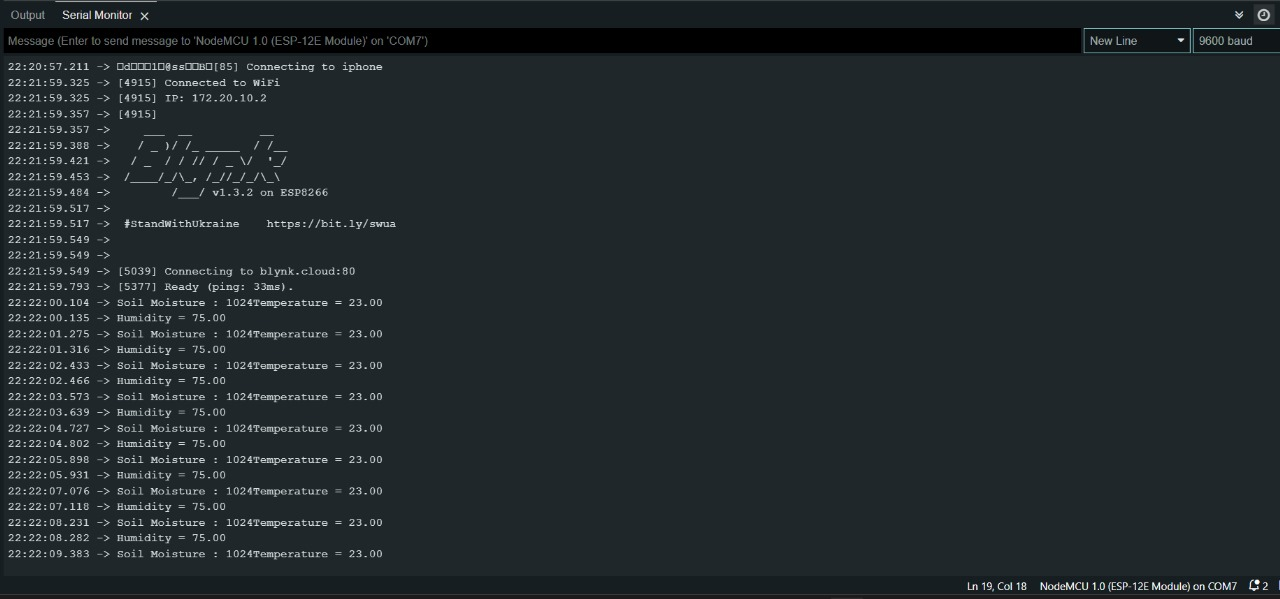 Output Serial Monitor
Message (Enter to send message to 'NodeMCU 1.0 (ESP-12E Module)' on 'COM7') New Line 9600 baud
22:20:57.211 -> □d□□□1□@ss□□B□[85] Connecting to iphone
22:21:59.325 -> [4915] Connected to WiFi
22:21:59.325 -> [4915] IP: 172.20.10.2
22:21:59.357 -> [4915]
22:21:59.357 ->     ___  __          __
22:21:59.388 ->    / _ )/ /_ _____  / /__
22:21:59.421 ->   / _  / / // / _ \/  '_/
22:21:59.453 ->  /____/_/\_, /_//_/_/\_\
22:21:59.484 ->         /___/ v1.3.2 on ESP8266
22:21:59.517 ->
22:21:59.517 ->  #StandWithUkraine    https://bit.ly/swua
22:21:59.549 ->
22:21:59.549 ->
22:21:59.549 -> [5039] Connecting to blynk.cloud:80
22:21:59.793 -> [5377] Ready (ping: 33ms).
22:22:00.104 -> Soil Moisture : 1024Temperature = 23.00
22:22:00.135 -> Humidity = 75.00
22:22:01.275 -> Soil Moisture : 1024Temperature = 23.00
22:22:01.316 -> Humidity = 75.00
22:22:02.433 -> Soil Moisture : 1024Temperature = 23.00
22:22:02.466 -> Humidity = 75.00
22:22:03.573 -> Soil Moisture : 1024Temperature = 23.00
22:22:03.639 -> Humidity = 75.00
22:22:04.727 -> Soil Moisture : 1024Temperature = 23.00
22:22:04.802 -> Humidity = 75.00
22:22:05.898 -> Soil Moisture : 1024Temperature = 23.00
22:22:05.931 -> Humidity = 75.00
22:22:07.076 -> Soil Moisture : 1024Temperature = 23.00
22:22:07.118 -> Humidity = 75.00
22:22:08.231 -> Soil Moisture : 1024Temperature = 23.00
22:22:08.282 -> Humidity = 75.00
22:22:09.383 -> Soil Moisture : 1024Temperature = 23.00
Ln 19, Col 18 NodeMCU 1.0 (ESP-12E Module) on COM7 2